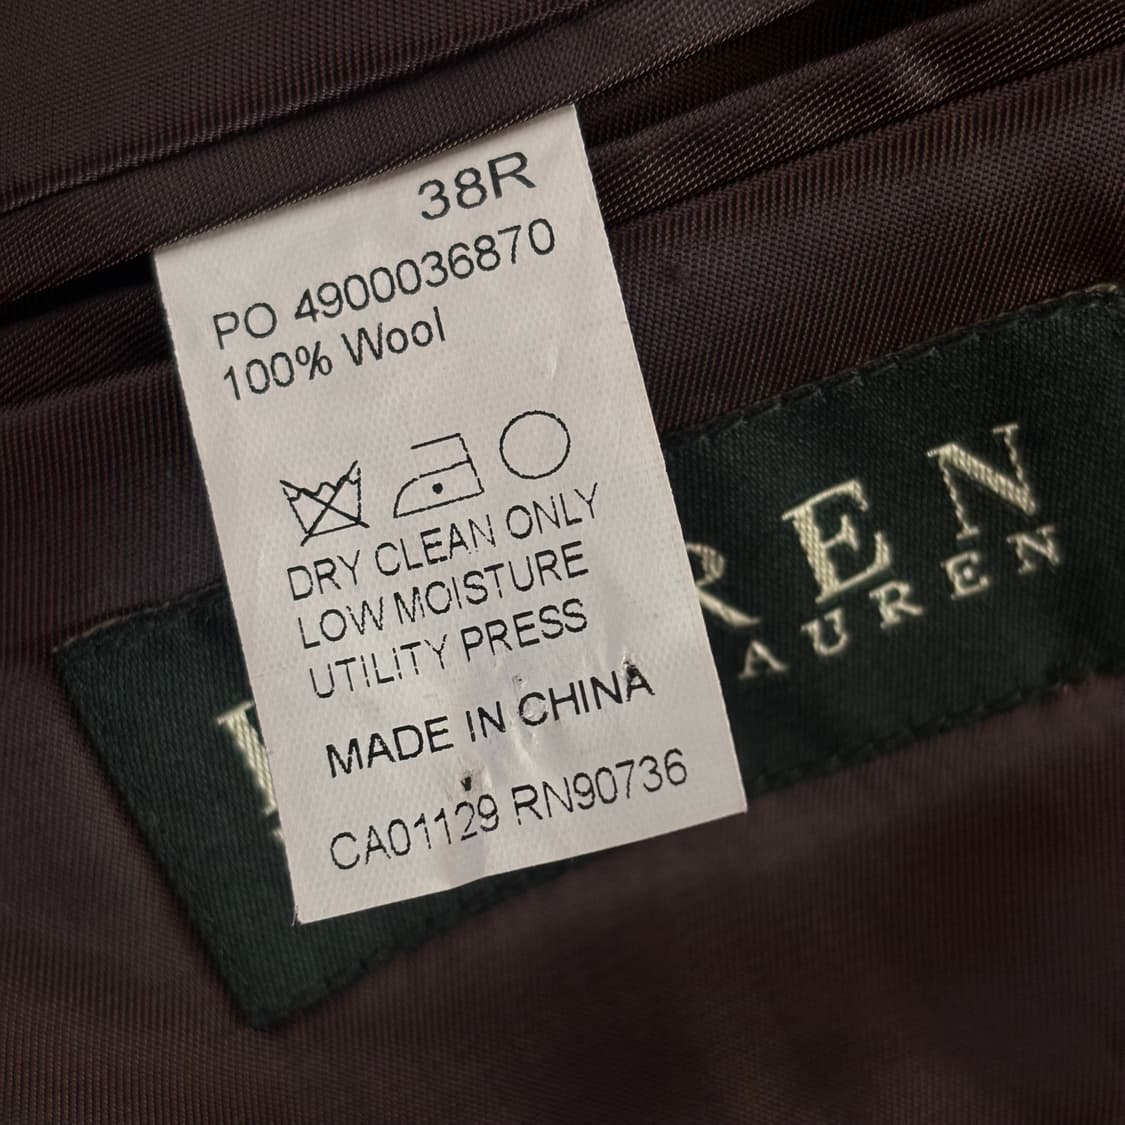 38R
PO 4900036870
100% Wool
DRY CLEAN ONLY
LOW MOISTURE
UTILITY PRESS
MADE IN CHINA
CA01129 RN90736
REN
AUREN